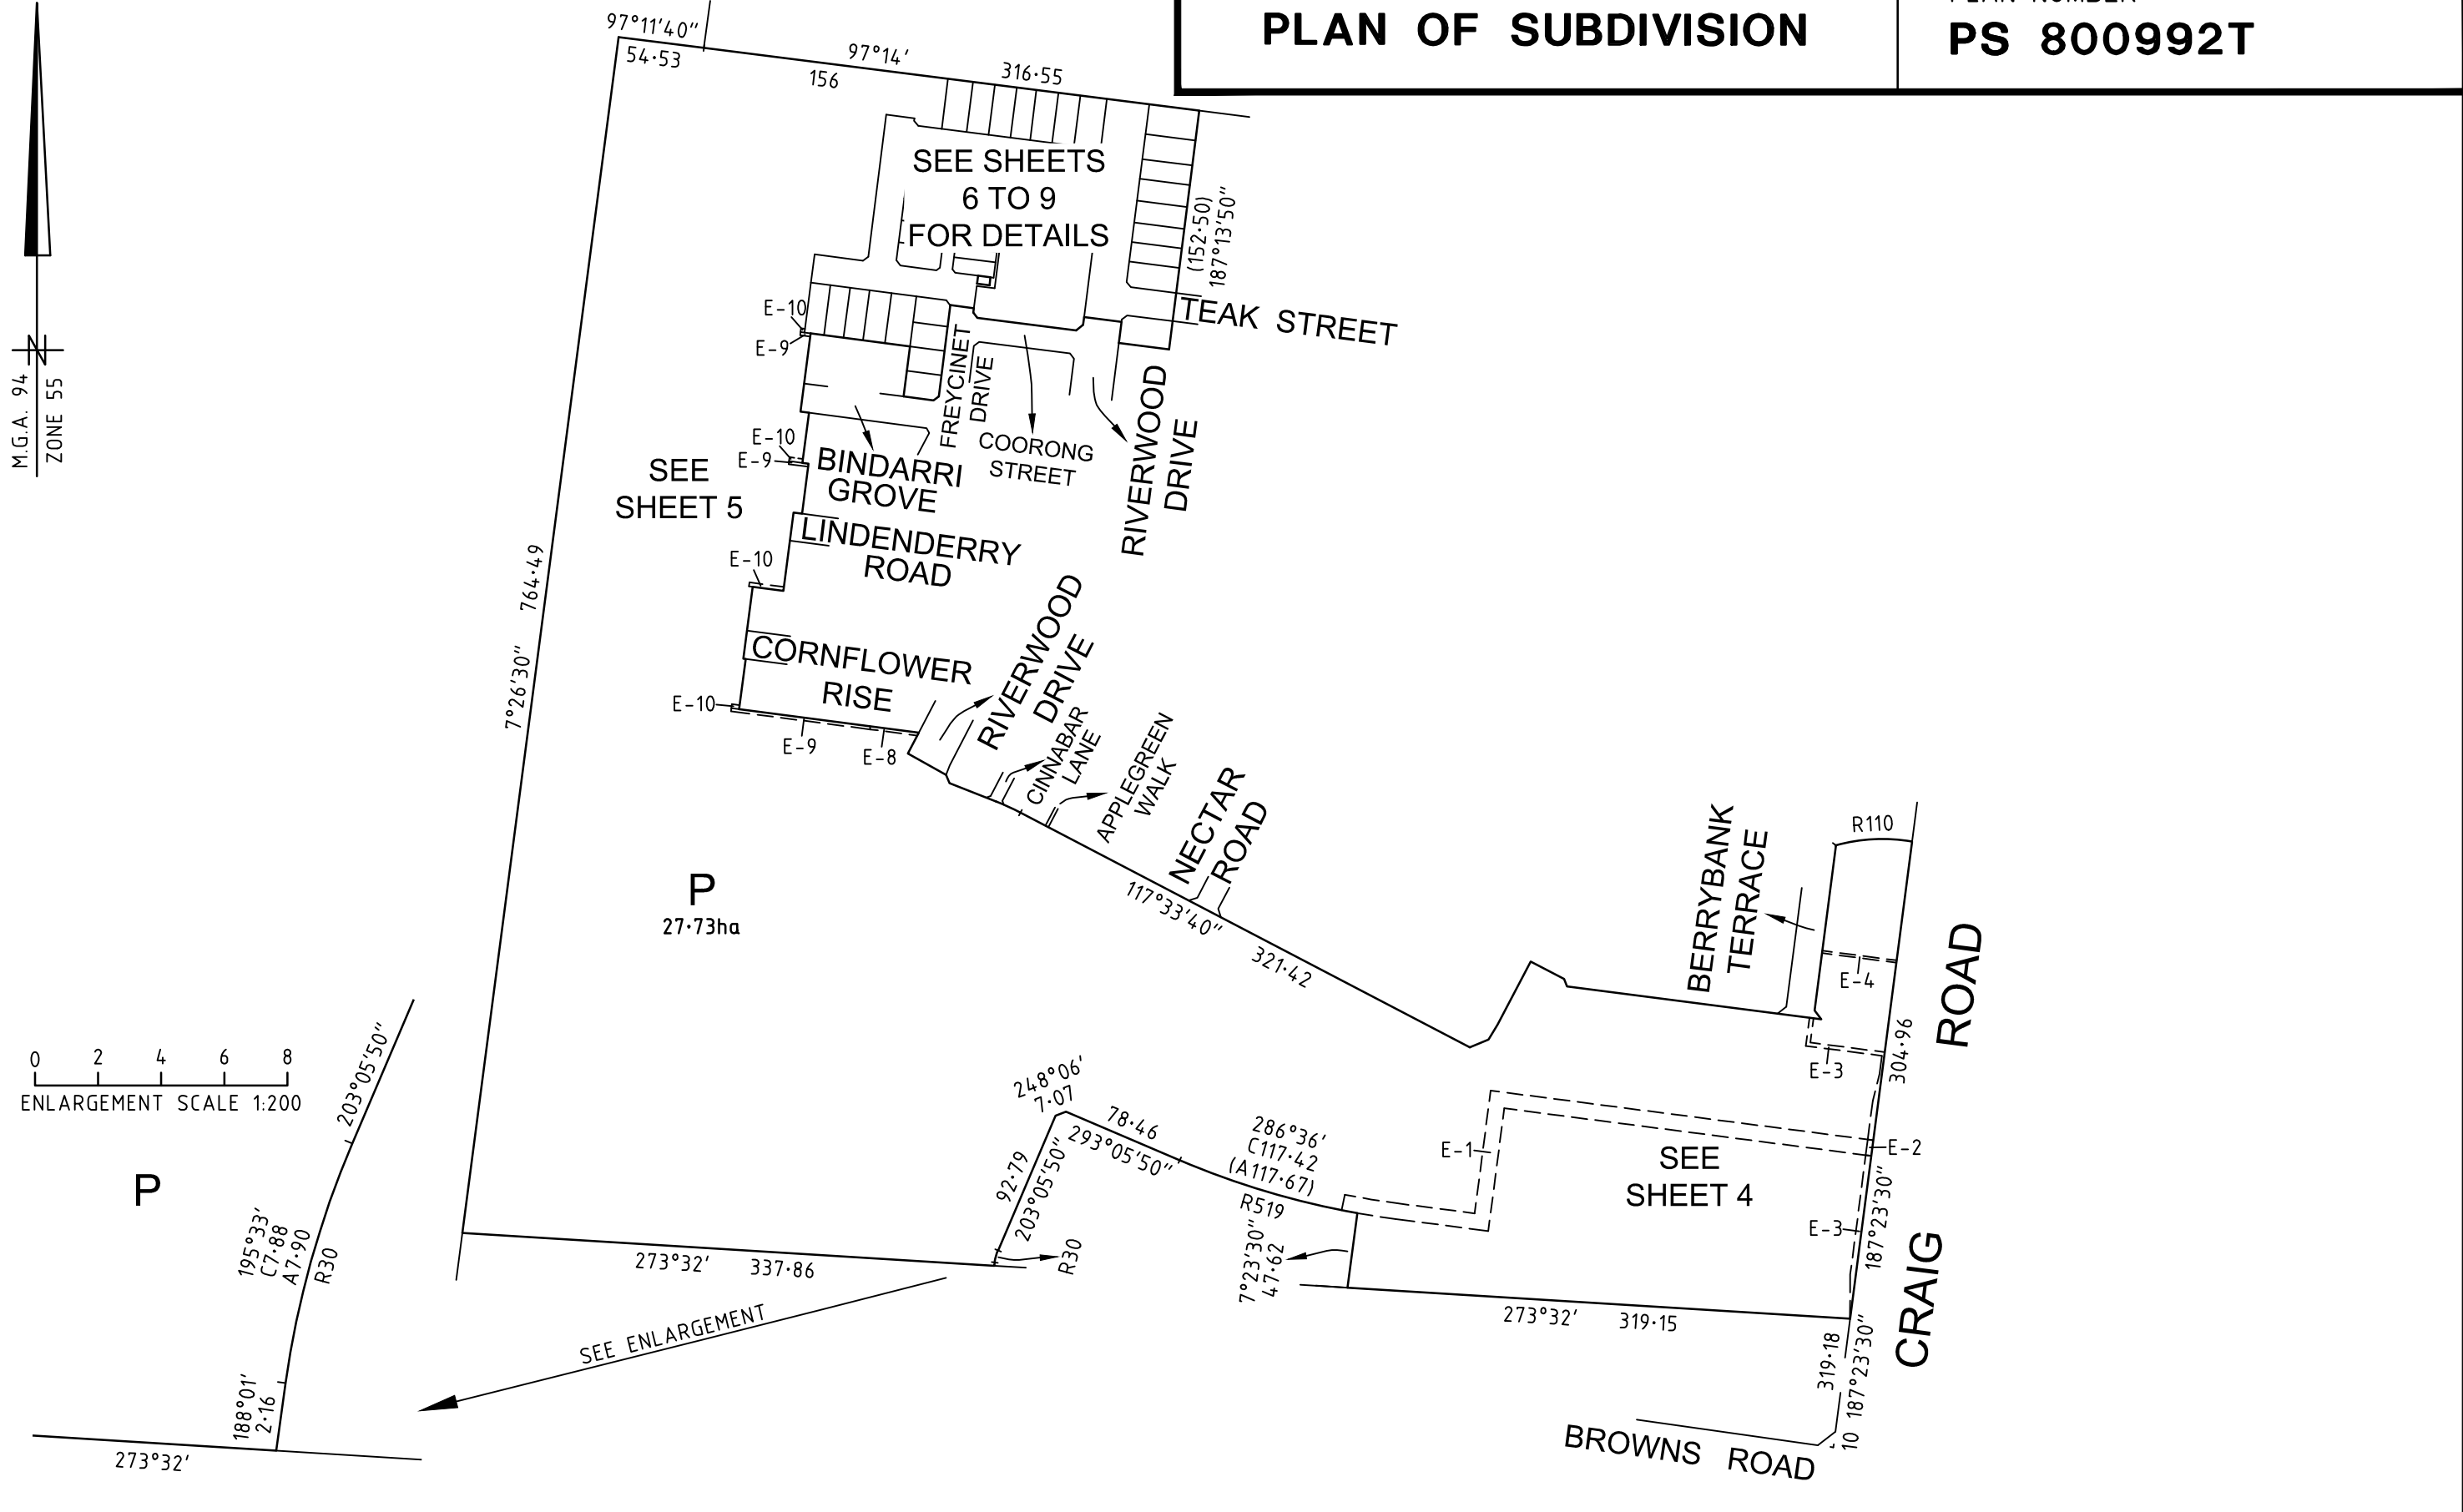 PLAN OF SUBDIVISION
PLAN NUMBER
PS 800992T
97°11'40"
54·53
97°14'
156
316·55
SEE SHEETS
6 TO 9
FOR DETAILS
(152·50)
187°13'50"
TEAK STREET
M.G.A. 94
ZONE 55
N
E-10
E-9
FREYCINET
DRIVE
COORONG
STREET
RIVERWOOD
DRIVE
E-10
E-9
BINDARRI
GROVE
SEE
SHEET 5
LINDENDERRY
ROAD
E-10
7°26'30" 764·49
CORNFLOWER
RISE
E-10
E-9
E-8
RIVERWOOD
DRIVE
CINNABAR
LANE
APPLEGREEN
WALK
NECTAR
ROAD
P
27·73ha
117°33'40"
321·42
BERRYBANK
TERRACE
R110
E-4
E-3
304·96
CRAIG ROAD
0 2 4 6 8
ENLARGEMENT SCALE 1:200
203°05'50"
P
195°33'
C7·88
A7·90
R30
188°01'
2·16
273°32'
248°06'
7·07
78·46
293°05'50"
286°36'
C117·42
(A117·67)
R519
92·79
203°05'50"
R30
7°23'30"
47·62
E-1
SEE
SHEET 4
E-2
E-3
187°23'30"
273°32' 337·86
SEE ENLARGEMENT
273°32' 319·15
319·18
187°23'30"
10
BROWNS ROAD